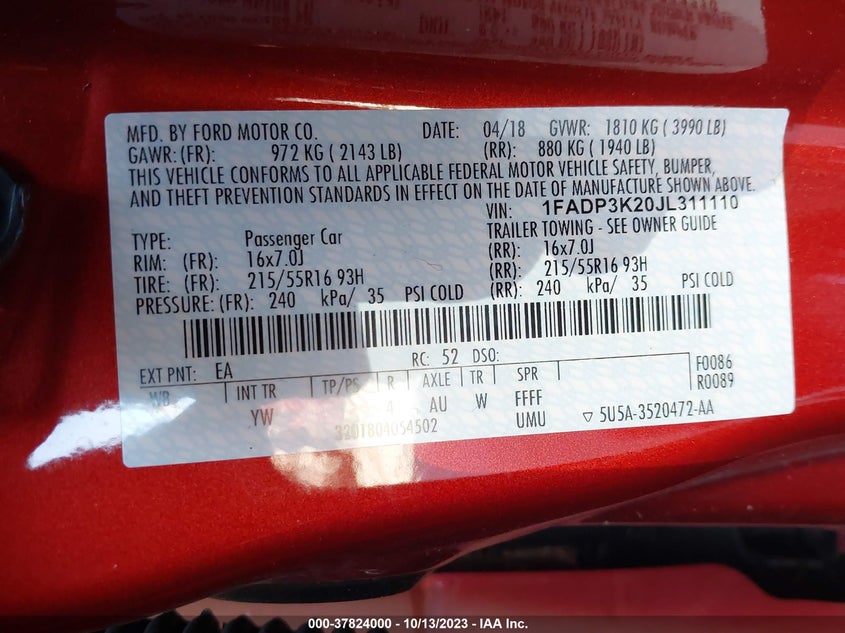 MFD. BY FORD MOTOR CO. DATE: 04/18 GVWR: 1810 KG ( 3990 LB)
GAWR:(FR): 972 KG ( 2143 LB) (RR): 880 KG ( 1940 LB)
THIS VEHICLE CONFORMS TO ALL APPLICABLE FEDERAL MOTOR VEHICLE SAFETY, BUMPER,
AND THEFT PREVENTION STANDARDS IN EFFECT ON THE DATE OF MANUFACTURE SHOWN ABOVE.
VIN: 1FADP3K20JL311110
TYPE: Passenger Car TRAILER TOWING - SEE OWNER GUIDE
RIM: (FR): 16x7.0J (RR): 16x7.0J
TIRE: (FR): 215/55R16 93H (RR): 215/55R16 93H
PRESSURE: (FR): 240 kPa/ 35 PSI COLD (RR): 240 kPa/ 35 PSI COLD
EXT PNT: EA RC: 52 DSO: F0086
WB INT TR TP/PS R AXLE TR SPR R0089
YW 4 AU W FFFF
3201804054502 UMU ▽ 5U5A-3520472-AA
000-37824000 - 10/13/2023 - IAA Inc.